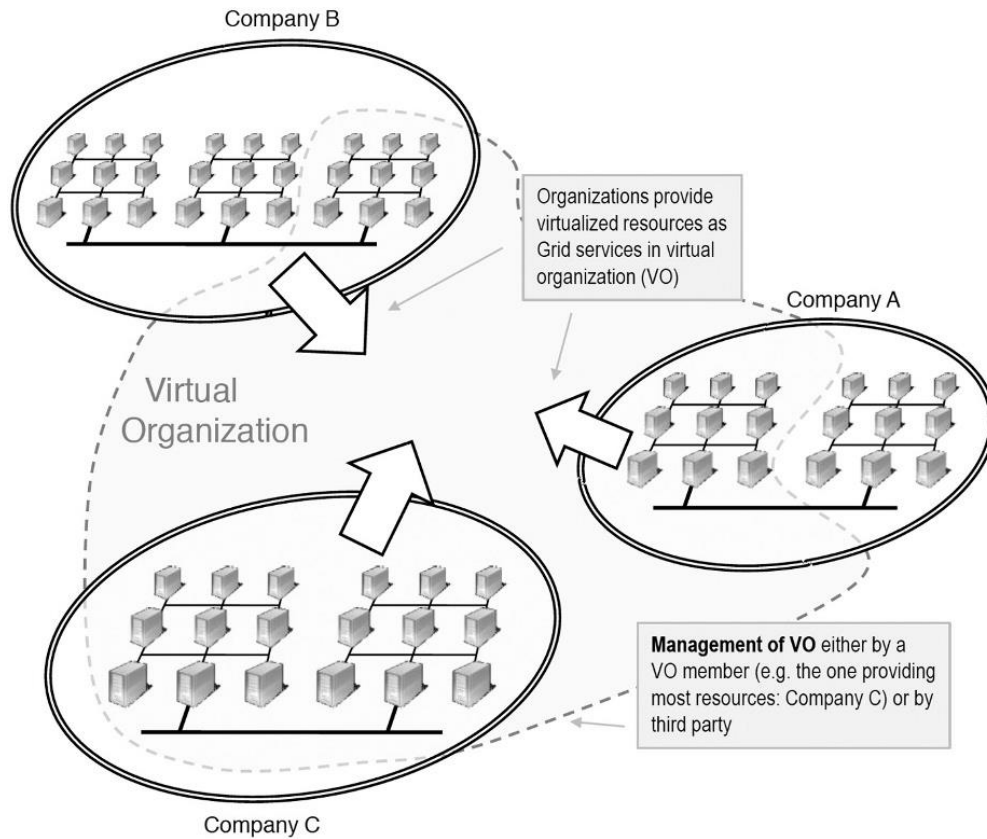 Company B
Organizations provide
virtualized resources as
Grid services in virtual
organization (VO)
Company A
Virtual
Organization
Management of VO either by a
VO member (e.g. the one providing
most resources: Company C) or by
third party
Company C